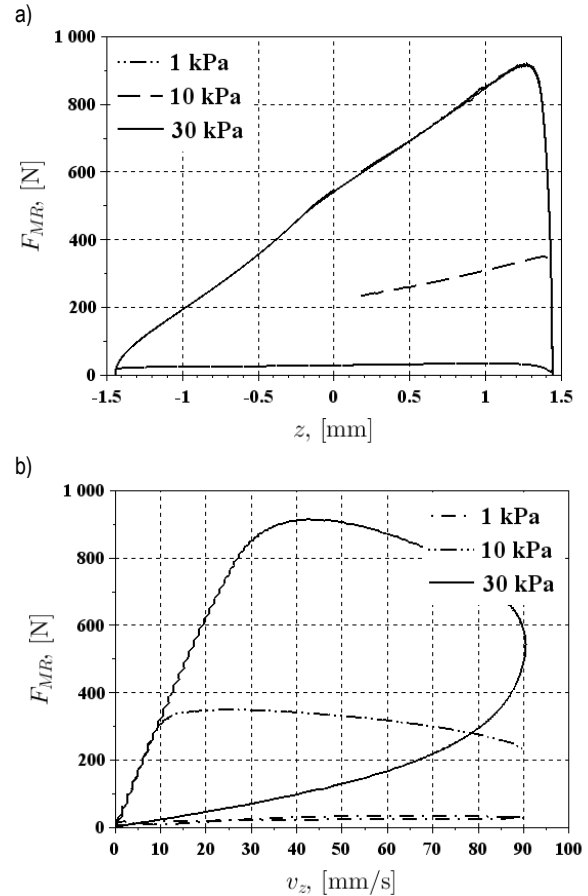 a)
1 000
800
600
400
200
0
F_MR, [N]
1 kPa
10 kPa
30 kPa
-1.5 -1 -0.5 0 0.5 1 1.5
z, [mm]
b)
1 000
800
600
400
200
0
F_MR, [N]
1 kPa
10 kPa
30 kPa
0 10 20 30 40 50 60 70 80 90 100
v_z, [mm/s]